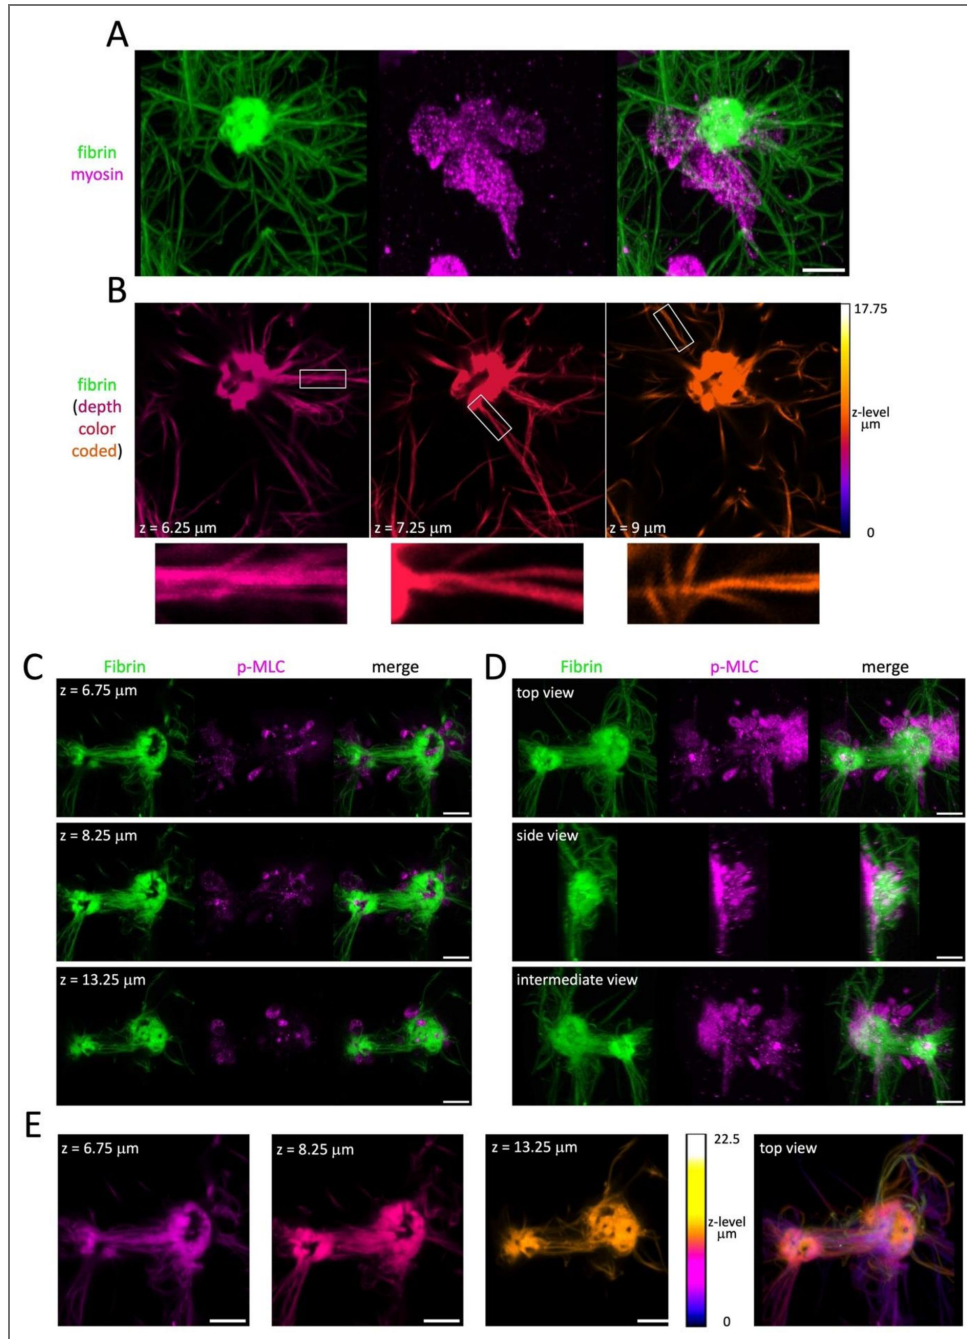 A
fibrin
myosin
B
17.75
fibrin
(depth
color
coded)
z-level
μm
z = 6.25 μm
z = 7.25 μm
z = 9 μm
0
C
Fibrin
p-MLC
merge
z = 6.75 μm
z = 8.25 μm
z = 13.25 μm
D
Fibrin
p-MLC
merge
top view
side view
intermediate view
E
z = 6.75 μm
z = 8.25 μm
z = 13.25 μm
22.5
z-level
μm
0
top view